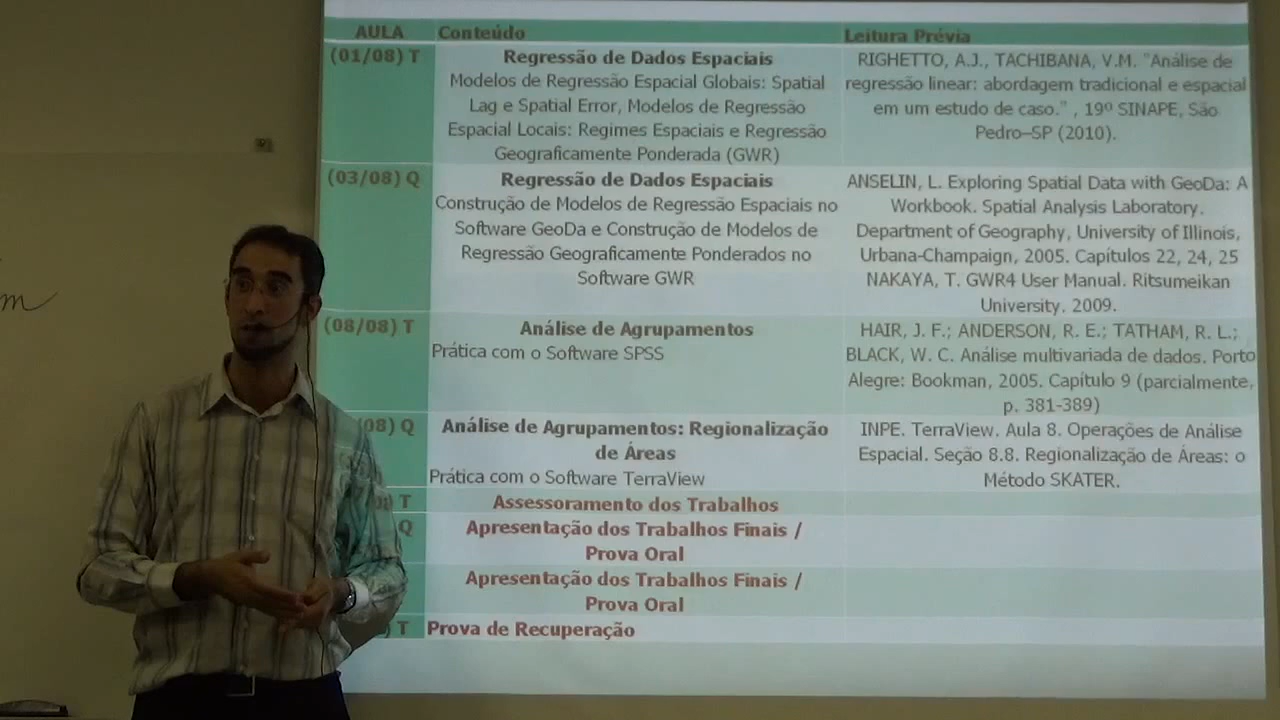 AULA Conteúdo Leitura Prévia
(01/08) T Regressão de Dados Espaciais
Modelos de Regressão Espacial Globais: Spatial
Lag e Spatial Error, Modelos de Regressão
Espacial Locais: Regimes Espaciais e Regressão
Geograficamente Ponderada (GWR)
RIGHETTO, A.J., TACHIBANA, V.M. "Análise de
regressão linear: abordagem tradicional e espacial
em um estudo de caso." , 19º SINAPE, São
Pedro–SP (2010).
(03/08) Q Regressão de Dados Espaciais
Construção de Modelos de Regressão Espaciais no
Software GeoDa e Construção de Modelos de
Regressão Geograficamente Ponderados no
Software GWR
ANSELIN, L. Exploring Spatial Data with GeoDa: A
Workbook. Spatial Analysis Laboratory.
Department of Geography, University of Illinois,
Urbana-Champaign, 2005. Capítulos 22, 24, 25
NAKAYA, T. GWR4 User Manual. Ritsumeikan
University. 2009.
(08/08) T Análise de Agrupamentos
Prática com o Software SPSS
HAIR, J. F.; ANDERSON, R. E.; TATHAM, R. L.;
BLACK, W. C. Análise multivariada de dados. Porto
Alegre: Bookman, 2005. Capítulo 9 (parcialmente,
p. 381-389)
08) Q Análise de Agrupamentos: Regionalização
de Áreas
Prática com o Software TerraView
INPE. TerraView. Aula 8. Operações de Análise
Espacial. Seção 8.8. Regionalização de Áreas: o
Método SKATER.
T Assessoramento dos Trabalhos
Q Apresentação dos Trabalhos Finais /
Prova Oral
Apresentação dos Trabalhos Finais /
Prova Oral
) T Prova de Recuperação
m